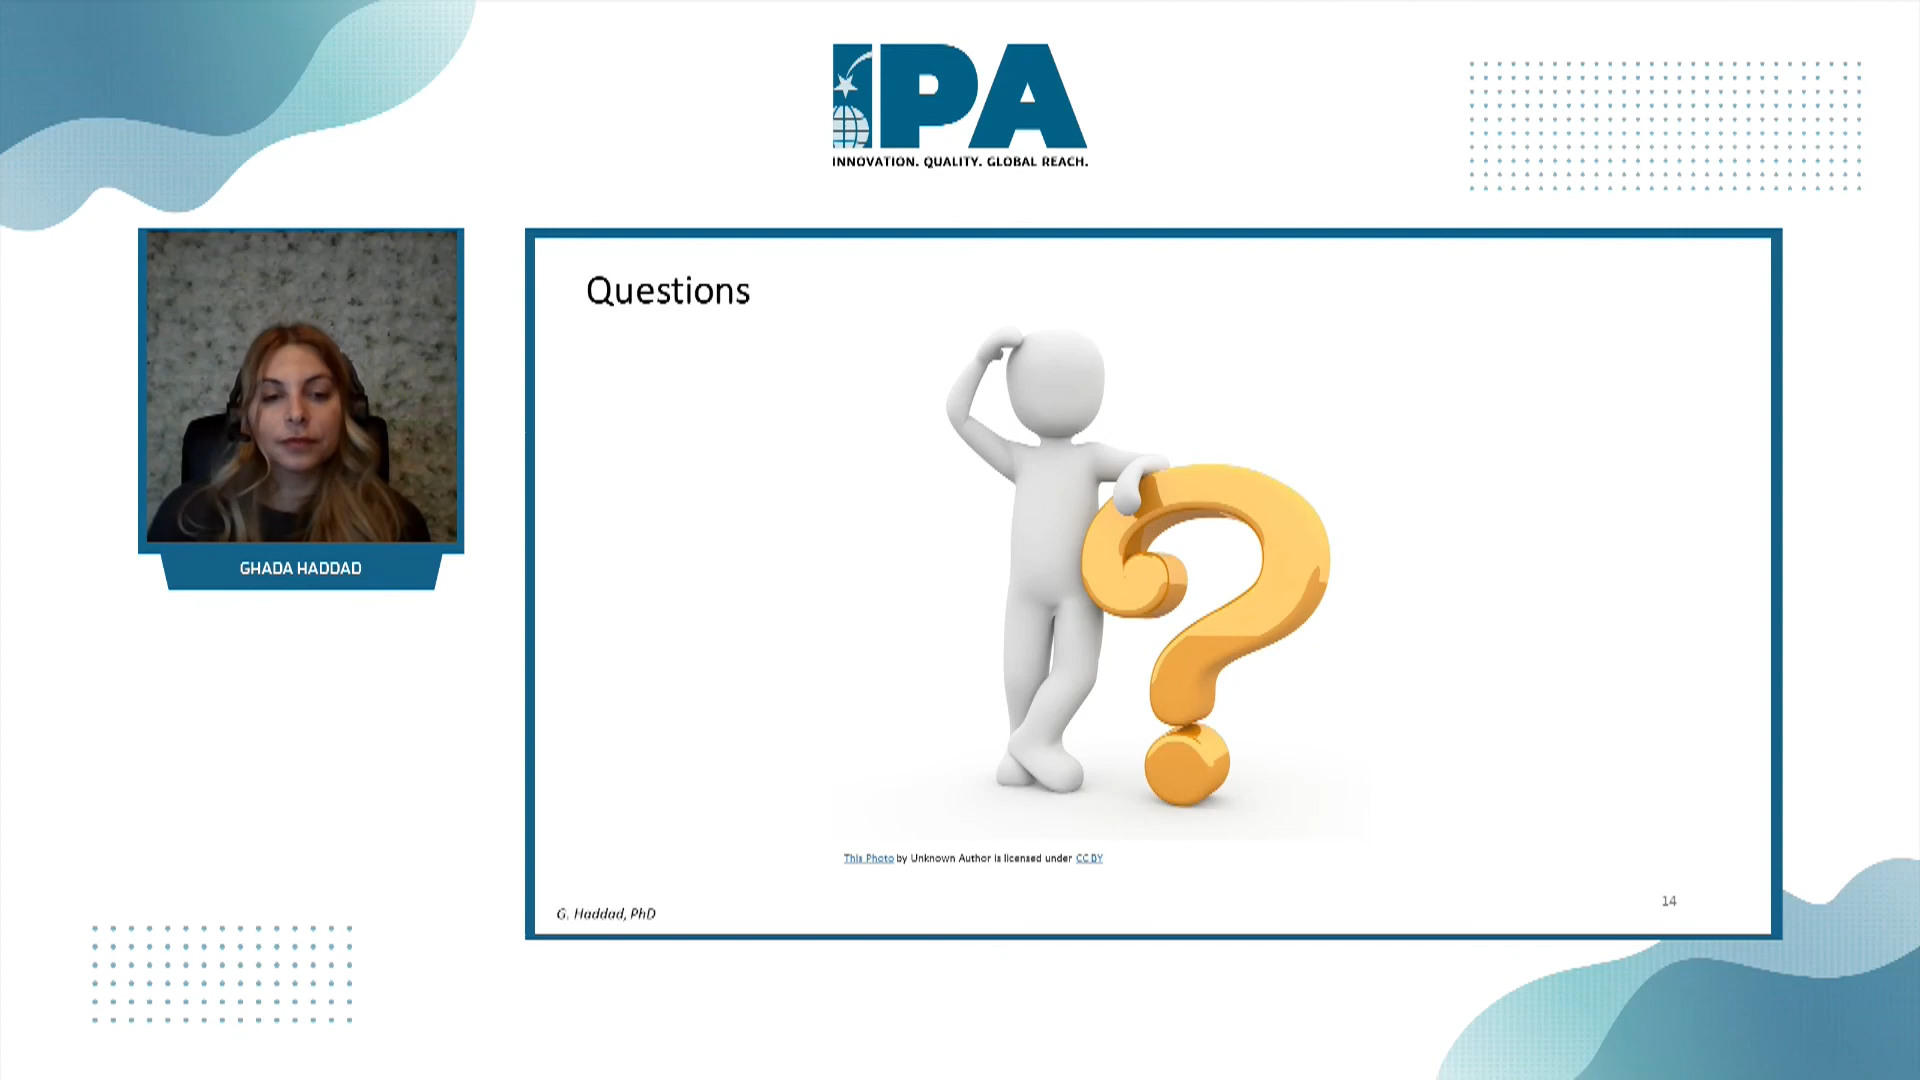 IPA
INNOVATION. QUALITY. GLOBAL REACH.
GHADA HADDAD
Questions
This Photo by Unknown Author is licensed under CC BY
G. Haddad, PhD
14